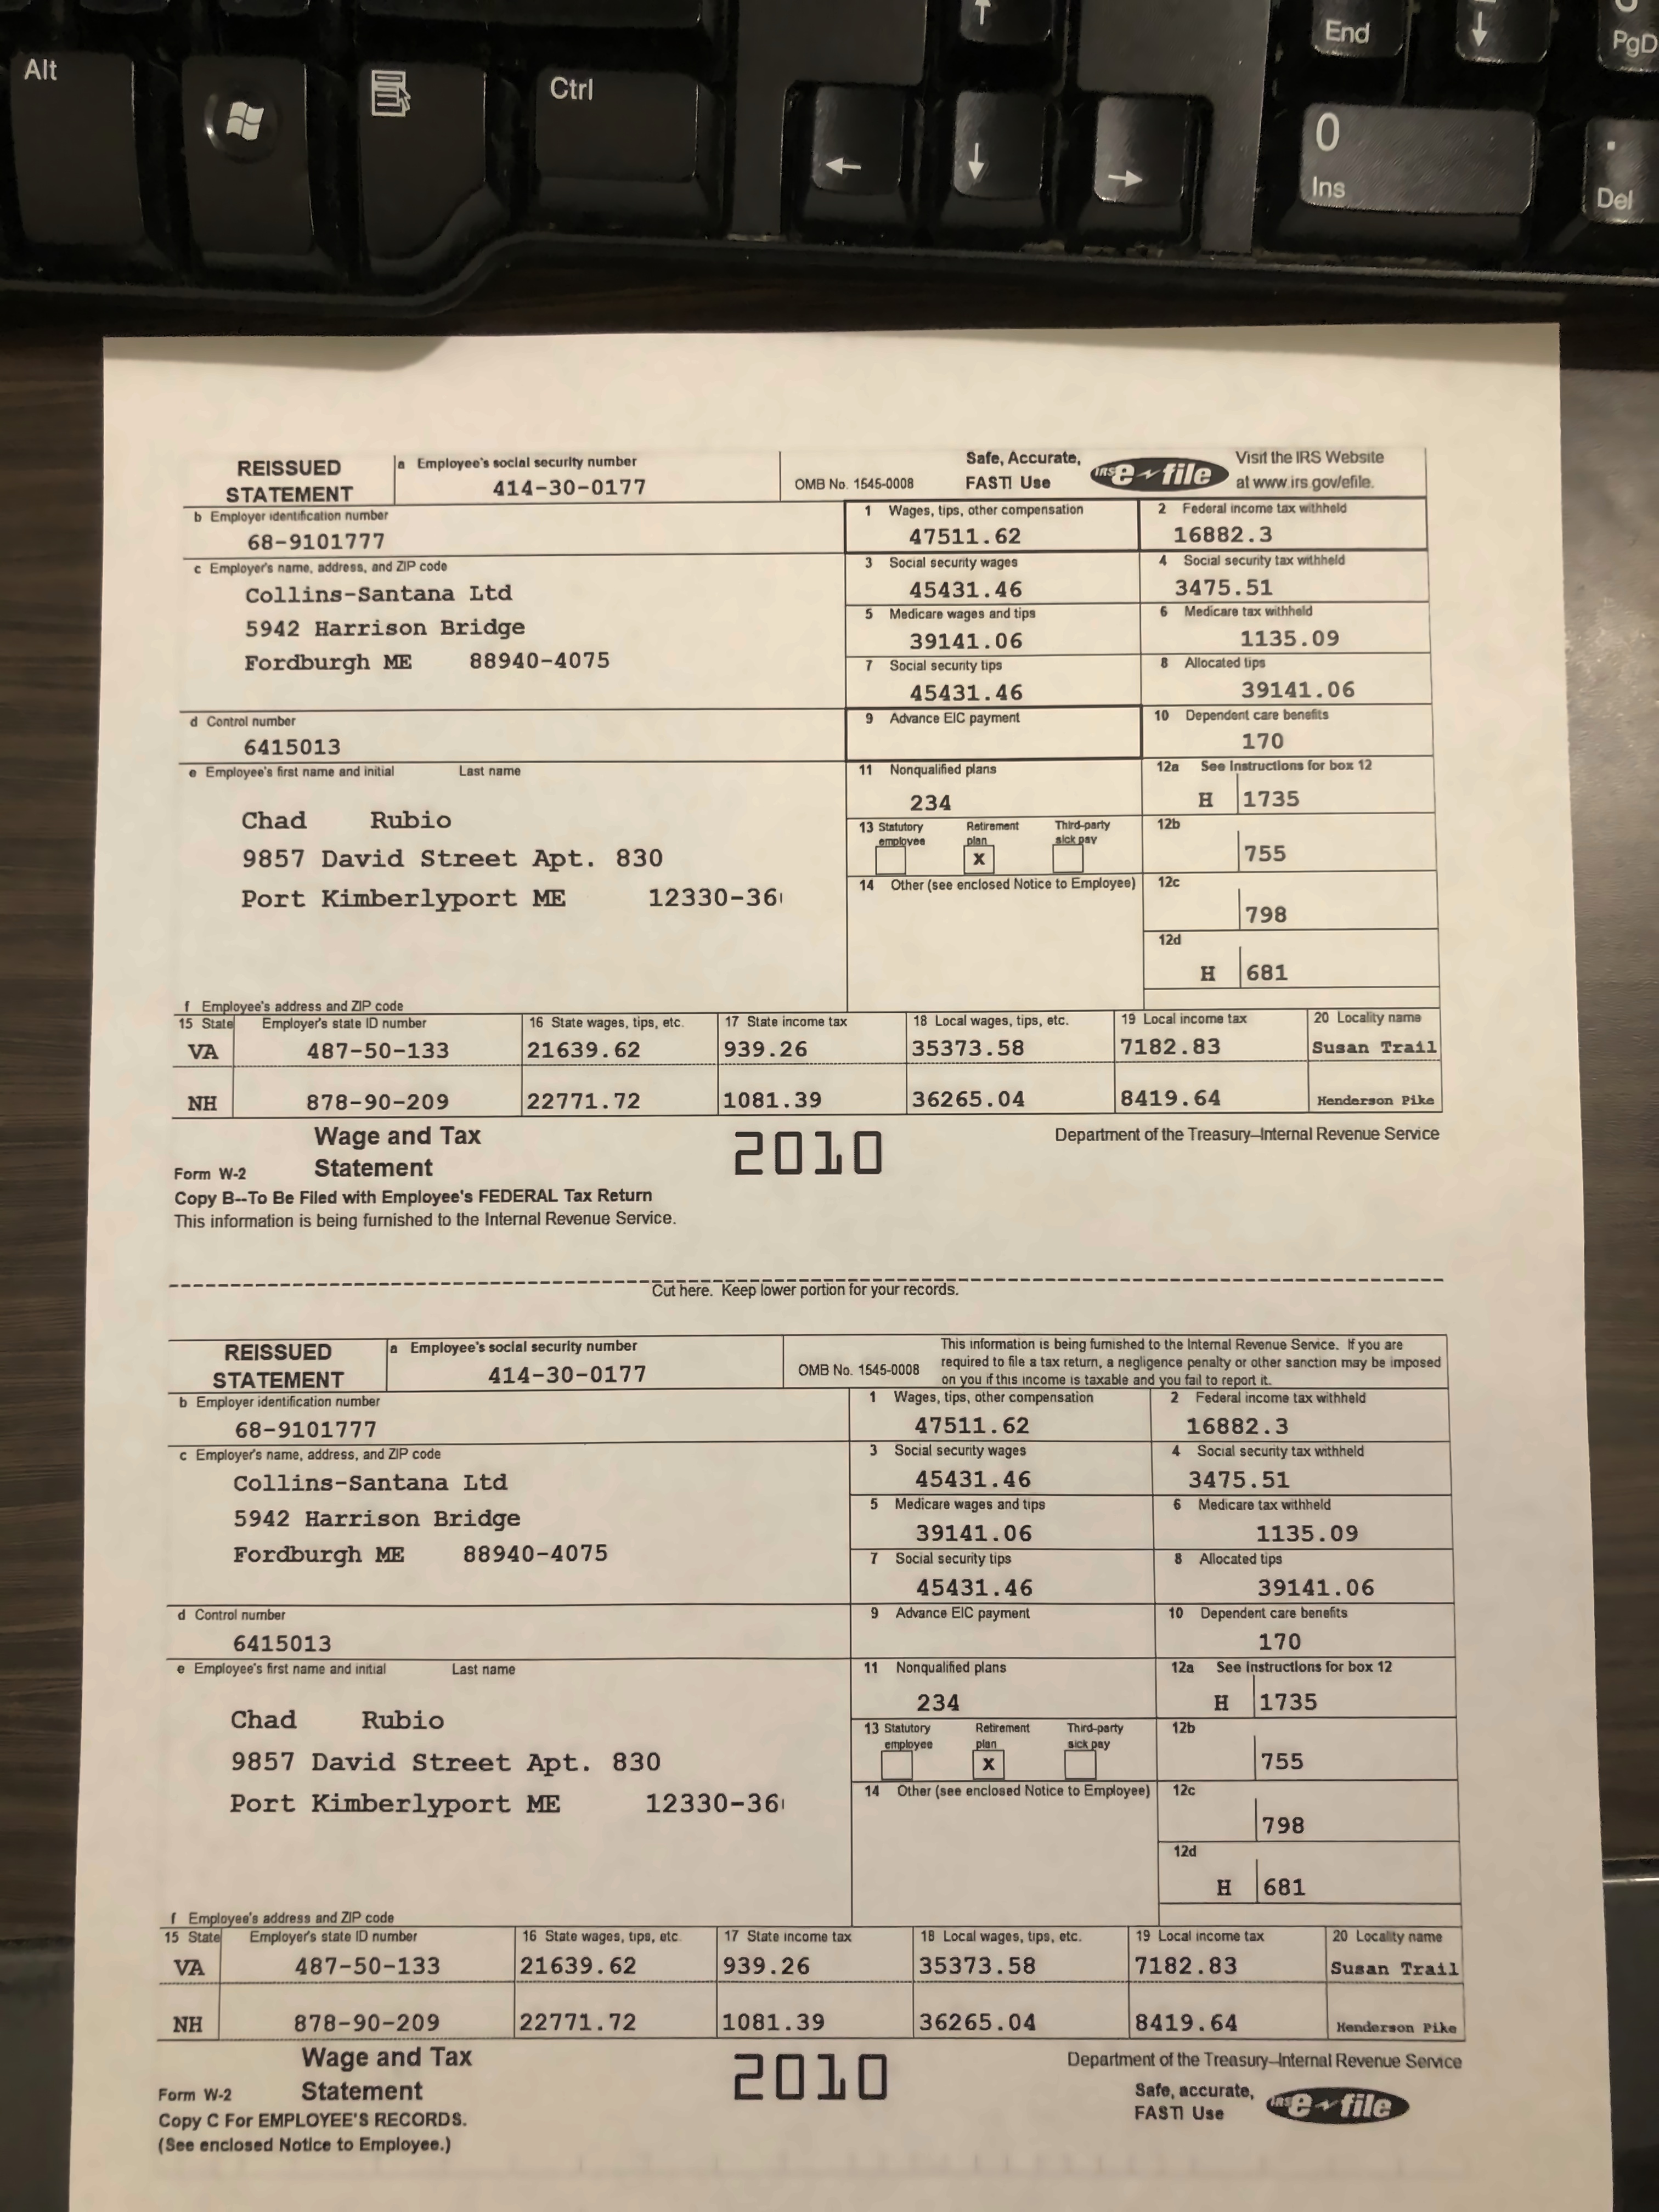 Alt
Ctrl
End
PgD
0
Ins
.
Del
REISSUED STATEMENT
a Employee's social security number
414-30-0177
OMB No. 1545-0008
Safe, Accurate, FAST! Use
IRS e-file
Visit the IRS Website at www.irs.gov/efile.
b Employer identification number
68-9101777
1 Wages, tips, other compensation
47511.62
2 Federal income tax withheld
16882.3
c Employer's name, address, and ZIP code
Collins-Santana Ltd
5942 Harrison Bridge
Fordburgh ME 88940-4075
3 Social security wages
45431.46
4 Social security tax withheld
3475.51
5 Medicare wages and tips
39141.06
6 Medicare tax withheld
1135.09
7 Social security tips
45431.46
8 Allocated tips
39141.06
d Control number
6415013
9 Advance EIC payment
10 Dependent care benefits
170
e Employee's first name and initial Last name
Chad Rubio
9857 David Street Apt. 830
Port Kimberlyport ME 12330-36
11 Nonqualified plans
234
12a See Instructions for box 12
H 1735
13 Statutory employee Retirement plan Third-party sick pay
X
12b
755
14 Other (see enclosed Notice to Employee)
12c
798
12d
H 681
f Employee's address and ZIP code
15 State Employer's state ID number 16 State wages, tips, etc. 17 State income tax 18 Local wages, tips, etc. 19 Local income tax 20 Locality name
VA 487-50-133 21639.62 939.26 35373.58 7182.83 Susan Trail
NH 878-90-209 22771.72 1081.39 36265.04 8419.64 Henderson Pike
Form W-2 Wage and Tax Statement
2010
Department of the Treasury--Internal Revenue Service
Copy B--To Be Filed with Employee's FEDERAL Tax Return
This information is being furnished to the Internal Revenue Service.
Cut here. Keep lower portion for your records.
REISSUED STATEMENT
a Employee's social security number
414-30-0177
OMB No. 1545-0008
This information is being furnished to the Internal Revenue Service. If you are
required to file a tax return, a negligence penalty or other sanction may be imposed
on you if this income is taxable and you fail to report it.
b Employer identification number
68-9101777
1 Wages, tips, other compensation
47511.62
2 Federal income tax withheld
16882.3
c Employer's name, address, and ZIP code
Collins-Santana Ltd
5942 Harrison Bridge
Fordburgh ME 88940-4075
3 Social security wages
45431.46
4 Social security tax withheld
3475.51
5 Medicare wages and tips
39141.06
6 Medicare tax withheld
1135.09
7 Social security tips
45431.46
8 Allocated tips
39141.06
d Control number
6415013
9 Advance EIC payment
10 Dependent care benefits
170
e Employee's first name and initial Last name
Chad Rubio
9857 David Street Apt. 830
Port Kimberlyport ME 12330-36
11 Nonqualified plans
234
12a See Instructions for box 12
H 1735
13 Statutory employee Retirement plan Third-party sick pay
X
12b
755
14 Other (see enclosed Notice to Employee)
12c
798
12d
H 681
f Employee's address and ZIP code
15 State Employer's state ID number 16 State wages, tips, etc. 17 State income tax 18 Local wages, tips, etc. 19 Local income tax 20 Locality name
VA 487-50-133 21639.62 939.26 35373.58 7182.83 Susan Trail
NH 878-90-209 22771.72 1081.39 36265.04 8419.64 Henderson Pike
Form W-2 Wage and Tax Statement
2010
Department of the Treasury--Internal Revenue Service
Safe, accurate, FAST! Use
IRS e-file
Copy C For EMPLOYEE'S RECORDS.
(See enclosed Notice to Employee.)